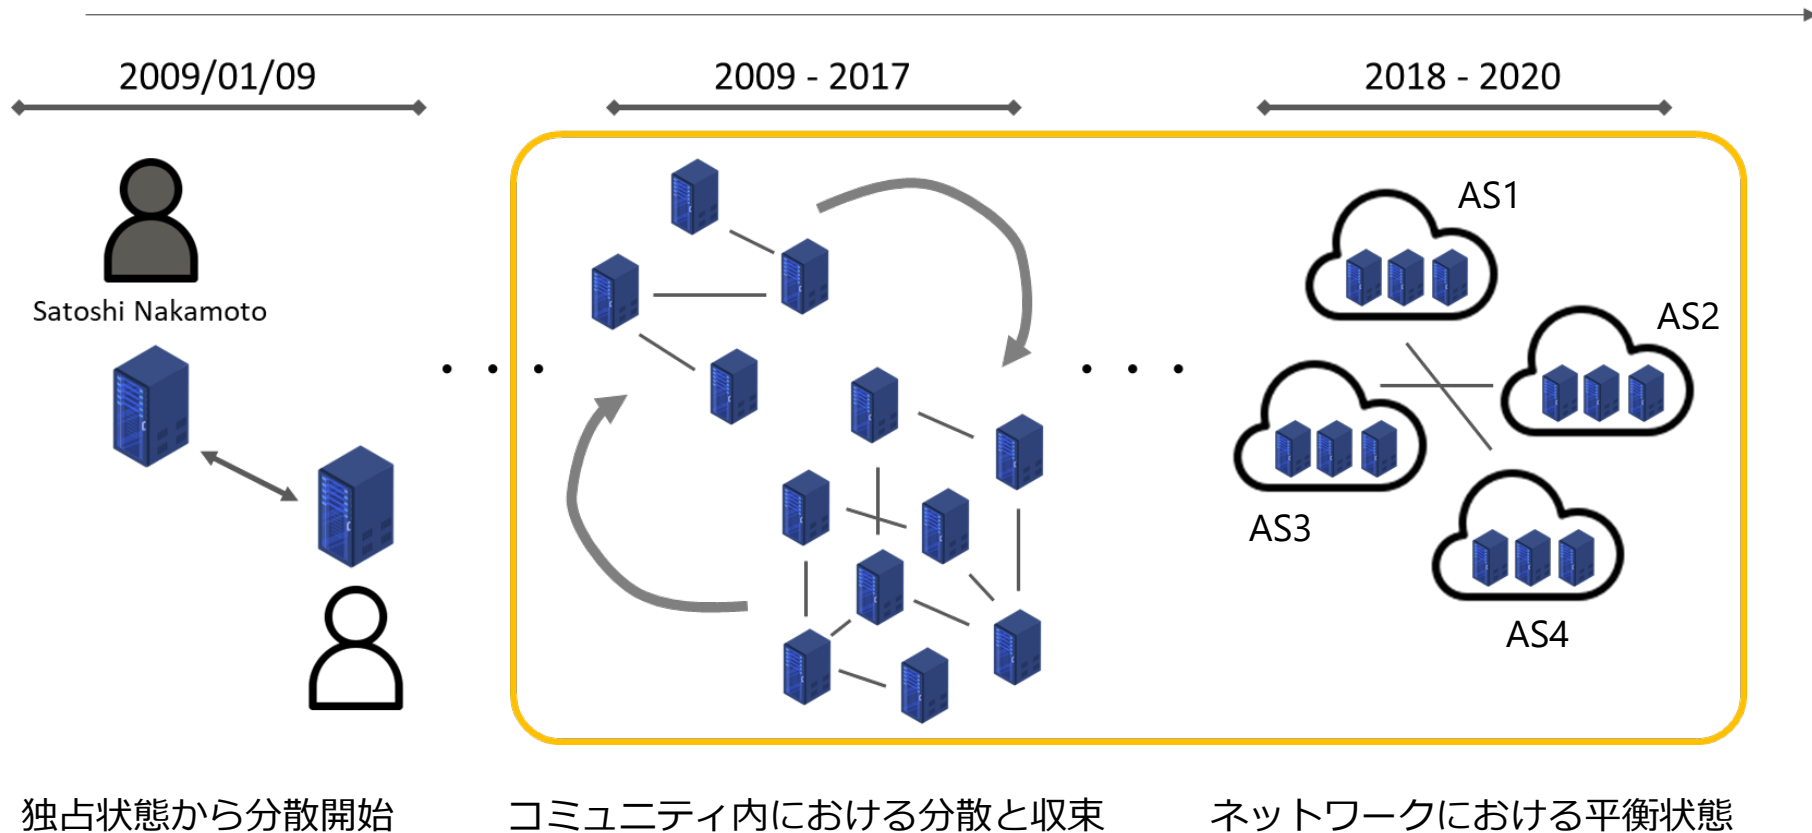 2009/01/09
2009 - 2017
2018 - 2020
Satoshi Nakamoto
AS1
AS2
AS3
AS4
独占状態から分散開始
コミュニティ内における分散と収束
ネットワークにおける平衡状態